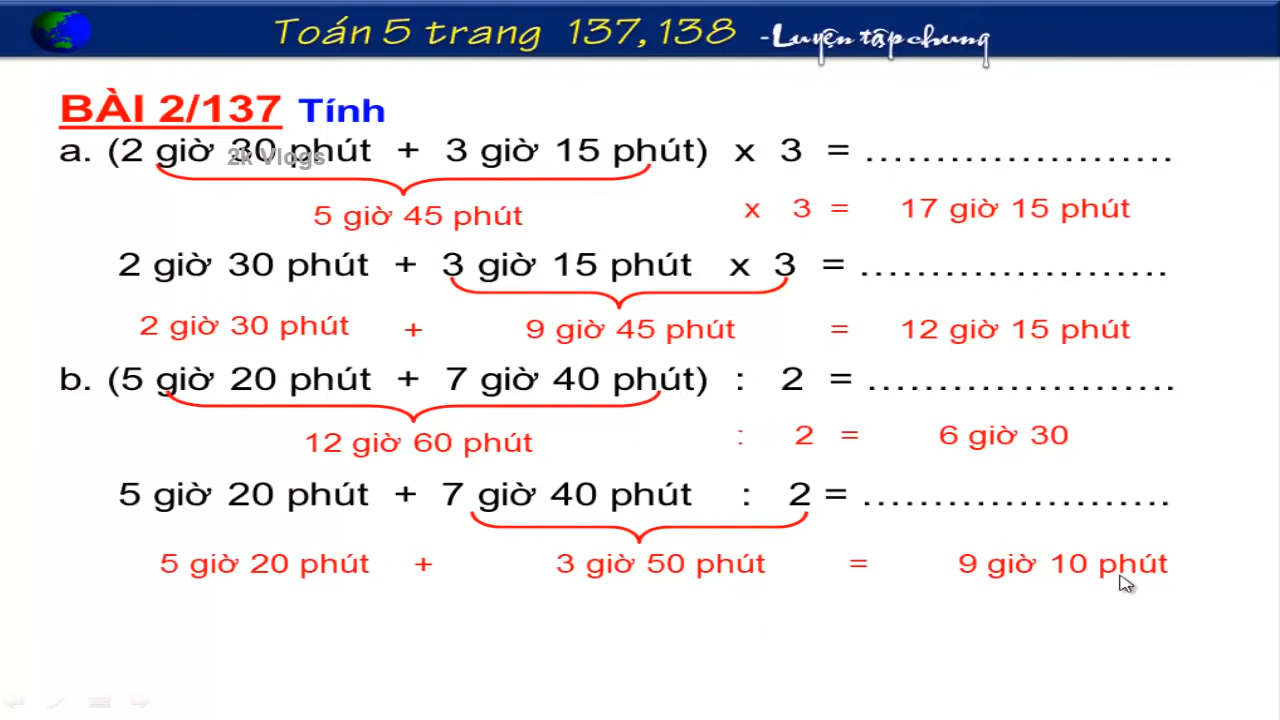 Toán 5 trang 137, 138 -Luyện tập chung
BÀI 2/137 Tính
a. (2 giờ 30 phút + 3 giờ 15 phút) x 3 = ......................
2k Vlogs
5 giờ 45 phút x 3 = 17 giờ 15 phút
2 giờ 30 phút + 3 giờ 15 phút x 3 = ......................
2 giờ 30 phút + 9 giờ 45 phút = 12 giờ 15 phút
b. (5 giờ 20 phút + 7 giờ 40 phút) : 2 = ......................
12 giờ 60 phút : 2 = 6 giờ 30
5 giờ 20 phút + 7 giờ 40 phút : 2 = ......................
5 giờ 20 phút + 3 giờ 50 phút = 9 giờ 10 phút